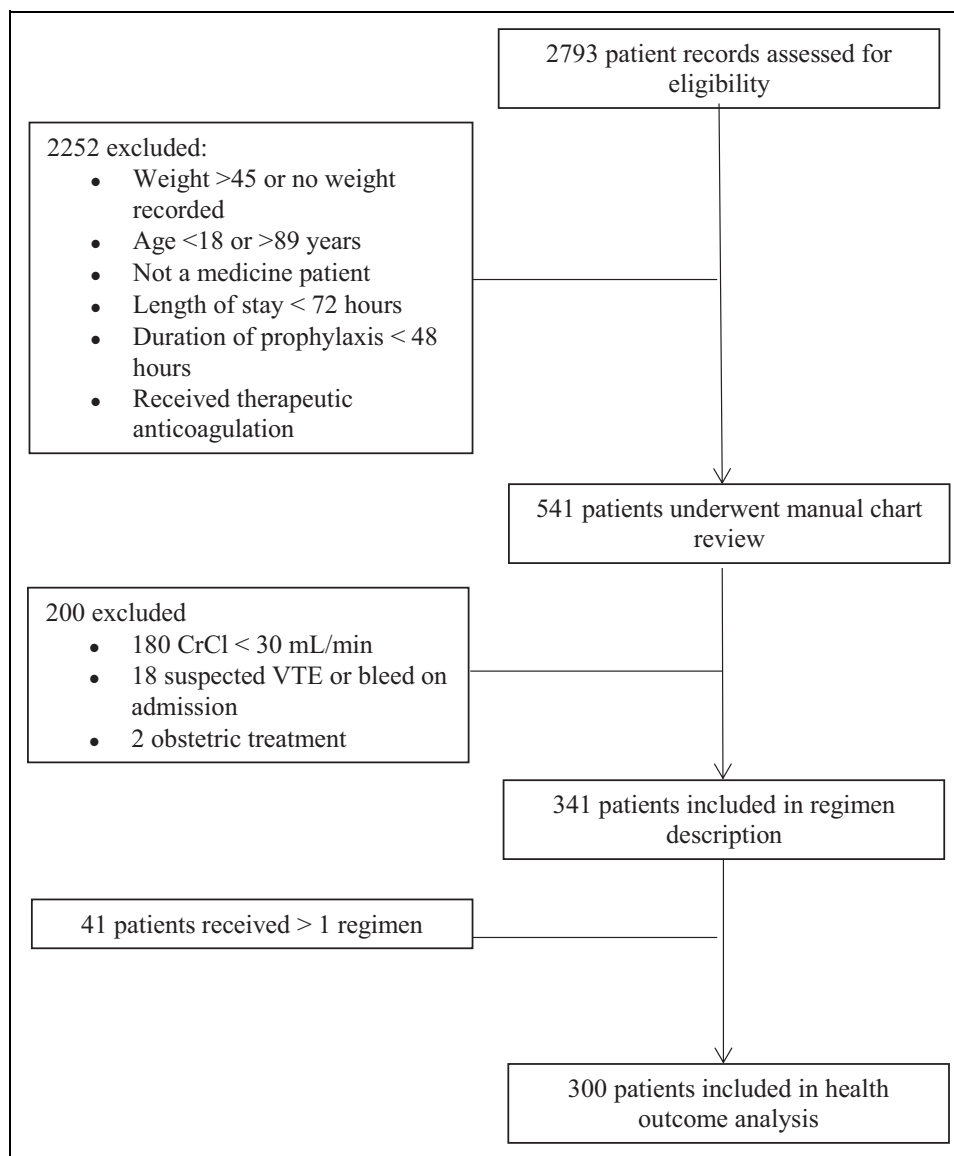 2793 patient records assessed for
eligibility
2252 excluded:
• Weight >45 or no weight
recorded
• Age <18 or >89 years
• Not a medicine patient
• Length of stay < 72 hours
• Duration of prophylaxis < 48
hours
• Received therapeutic
anticoagulation
541 patients underwent manual chart
review
200 excluded
• 180 CrCl < 30 mL/min
• 18 suspected VTE or bleed on
admission
• 2 obstetric treatment
341 patients included in regimen
description
41 patients received > 1 regimen
300 patients included in health
outcome analysis